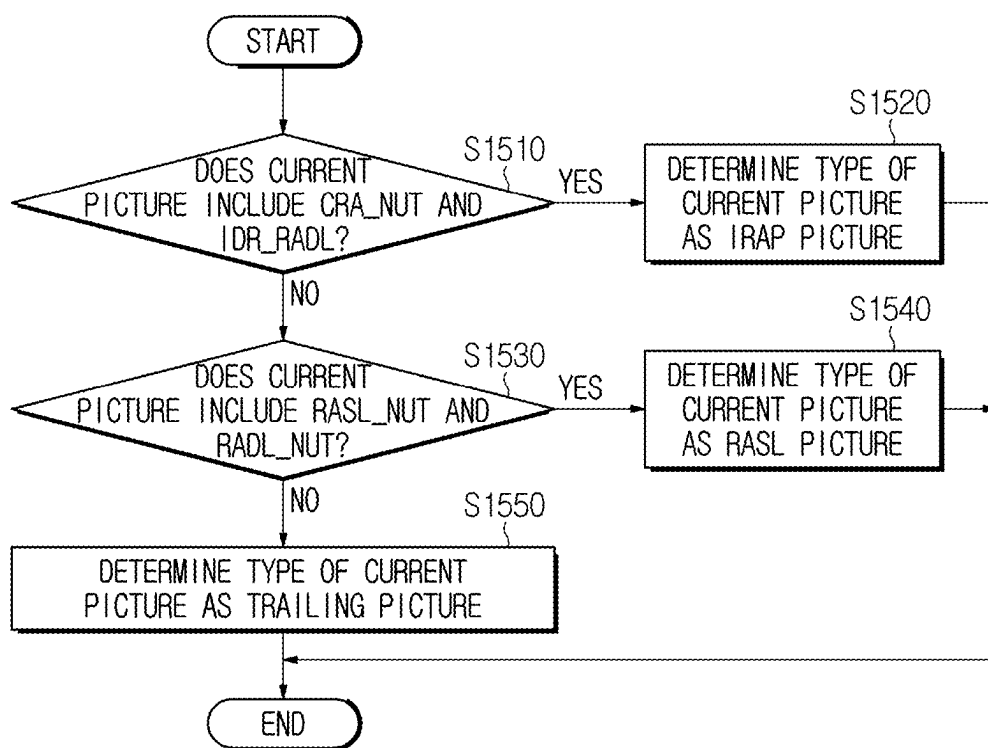 START
S1510
DOES CURRENT
PICTURE INCLUDE CRA_NUT AND
IDR_RADL?
YES
S1520
DETERMINE TYPE OF
CURRENT PICTURE
AS IRAP PICTURE
NO
S1530
DOES CURRENT
PICTURE INCLUDE RASL_NUT AND
RADL_NUT?
YES
S1540
DETERMINE TYPE OF
CURRENT PICTURE
AS RASL PICTURE
NO
S1550
DETERMINE TYPE OF CURRENT
PICTURE AS TRAILING PICTURE
END